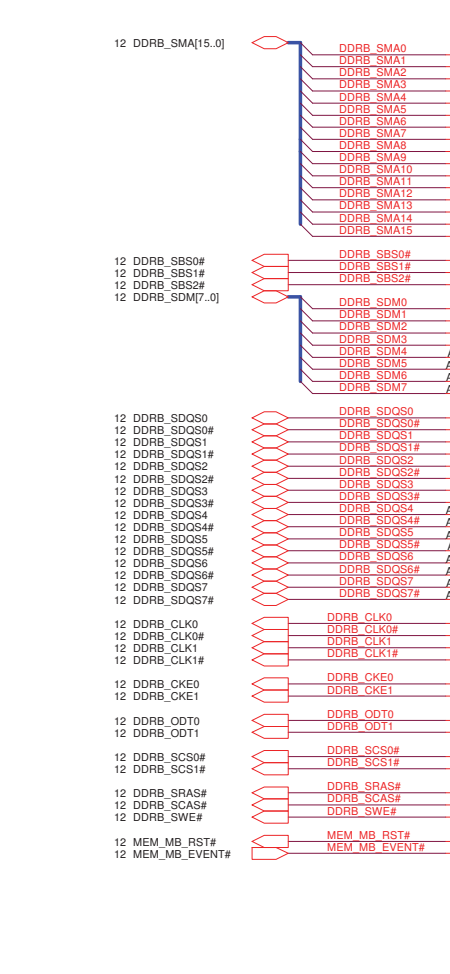 12 DDRB_SMA[15..0]
DDRB_SMA0
DDRB_SMA1
DDRB_SMA2
DDRB_SMA3
DDRB_SMA4
DDRB_SMA5
DDRB_SMA6
DDRB_SMA7
DDRB_SMA8
DDRB_SMA9
DDRB_SMA10
DDRB_SMA11
DDRB_SMA12
DDRB_SMA13
DDRB_SMA14
DDRB_SMA15
12 DDRB_SBS0# DDRB_SBS0#
12 DDRB_SBS1# DDRB_SBS1#
12 DDRB_SBS2# DDRB_SBS2#
12 DDRB_SDM[7..0]
DDRB_SDM0
DDRB_SDM1
DDRB_SDM2
DDRB_SDM3
DDRB_SDM4
DDRB_SDM5
DDRB_SDM6
DDRB_SDM7
12 DDRB_SDQS0 DDRB_SDQS0
12 DDRB_SDQS0# DDRB_SDQS0#
12 DDRB_SDQS1 DDRB_SDQS1
12 DDRB_SDQS1# DDRB_SDQS1#
12 DDRB_SDQS2 DDRB_SDQS2
12 DDRB_SDQS2# DDRB_SDQS2#
12 DDRB_SDQS3 DDRB_SDQS3
12 DDRB_SDQS3# DDRB_SDQS3#
12 DDRB_SDQS4 DDRB_SDQS4
12 DDRB_SDQS4# DDRB_SDQS4#
12 DDRB_SDQS5 DDRB_SDQS5
12 DDRB_SDQS5# DDRB_SDQS5#
12 DDRB_SDQS6 DDRB_SDQS6
12 DDRB_SDQS6# DDRB_SDQS6#
12 DDRB_SDQS7 DDRB_SDQS7
12 DDRB_SDQS7# DDRB_SDQS7#
12 DDRB_CLK0 DDRB_CLK0
12 DDRB_CLK0# DDRB_CLK0#
12 DDRB_CLK1 DDRB_CLK1
12 DDRB_CLK1# DDRB_CLK1#
12 DDRB_CKE0 DDRB_CKE0
12 DDRB_CKE1 DDRB_CKE1
12 DDRB_ODT0 DDRB_ODT0
12 DDRB_ODT1 DDRB_ODT1
12 DDRB_SCS0# DDRB_SCS0#
12 DDRB_SCS1# DDRB_SCS1#
12 DDRB_SRAS# DDRB_SRAS#
12 DDRB_SCAS# DDRB_SCAS#
12 DDRB_SWE# DDRB_SWE#
12 MEM_MB_RST# MEM_MB_RST#
12 MEM_MB_EVENT# MEM_MB_EVENT#